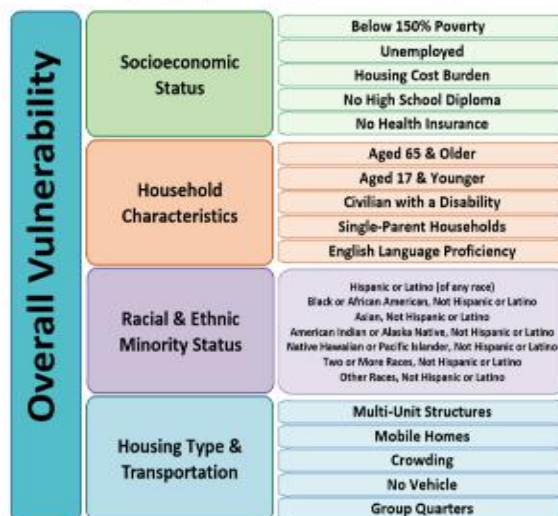 Overall Vulnerability
Socioeconomic
Status
Below 150% Poverty
Unemployed
Housing Cost Burden
No High School Diploma
No Health Insurance
Household
Characteristics
Aged 65 & Older
Aged 17 & Younger
Civilian with a Disability
Single-Parent Households
English Language Proficiency
Racial & Ethnic
Minority Status
Hispanic or Latino (of any race)
Black or African American, Not Hispanic or Latino
Asian, Not Hispanic or Latino
American Indian or Alaska Native, Not Hispanic or Latino
Native Hawaiian or Pacific Islander, Not Hispanic or Latino
Two or More Races, Not Hispanic or Latino
Other Races, Not Hispanic or Latino
Housing Type &
Transportation
Multi-Unit Structures
Mobile Homes
Crowding
No Vehicle
Group Quarters